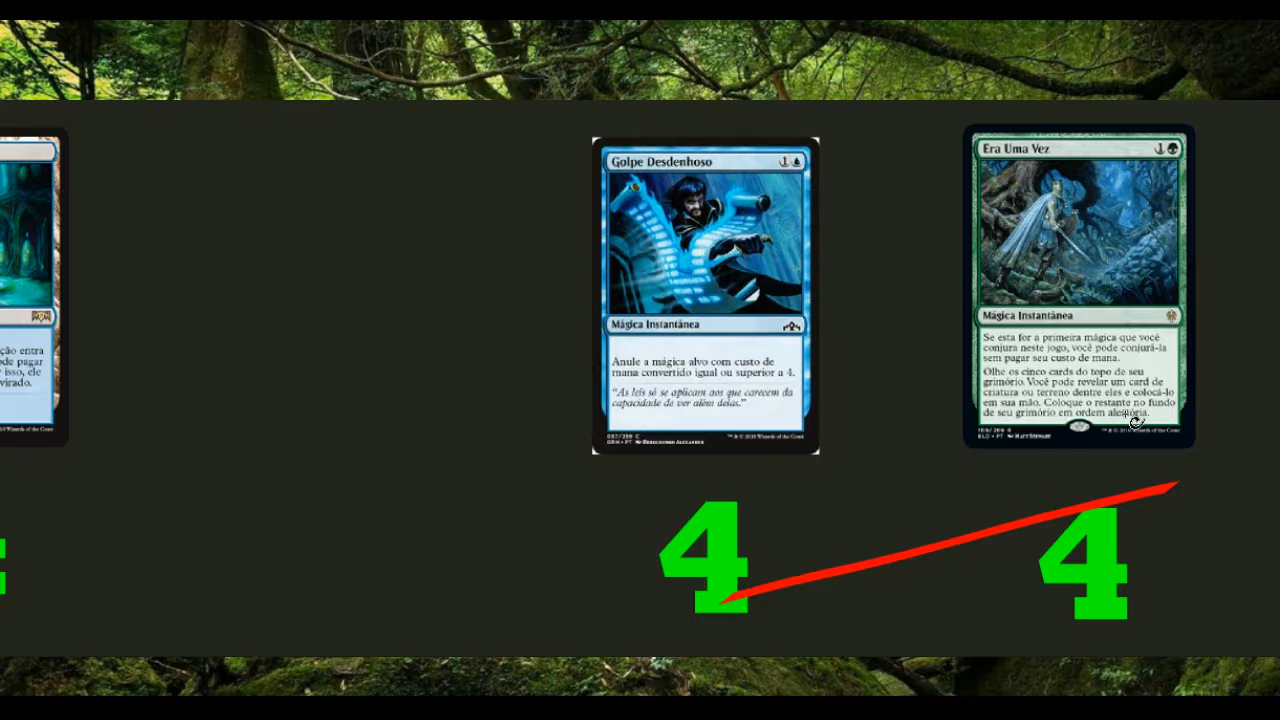 ção entra
ode pagar
r isso, ele
virado.
Golpe Desdenhoso
1
Mágica Instantânea
Anule a mágica alvo com custo de
mana convertido igual ou superior a 4.
"As leis só se aplicam aos que carecem da
capacidade de ver além delas."
Era Uma Vez
1
Mágica Instantânea
Se esta for a primeira mágica que você
conjura neste jogo, você pode conjurá-la
sem pagar seu custo de mana.
Olhe os cinco cards do topo de seu
grimório. Você pode revelar um card de
criatura ou terreno dentre eles e colocá-lo
em sua mão. Coloque o restante no fundo
de seu grimório em ordem aleatória.
4
4